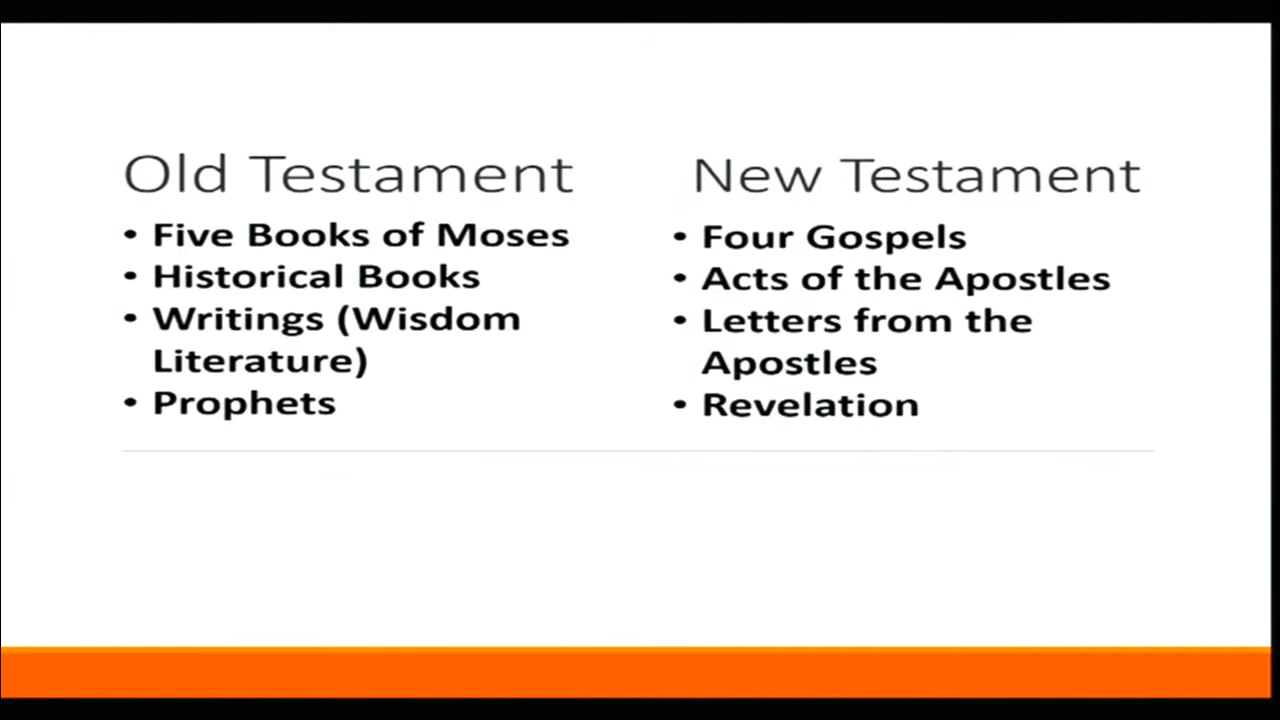 Old Testament
• Five Books of Moses
• Historical Books
• Writings (Wisdom
Literature)
• Prophets
New Testament
• Four Gospels
• Acts of the Apostles
• Letters from the
Apostles
• Revelation